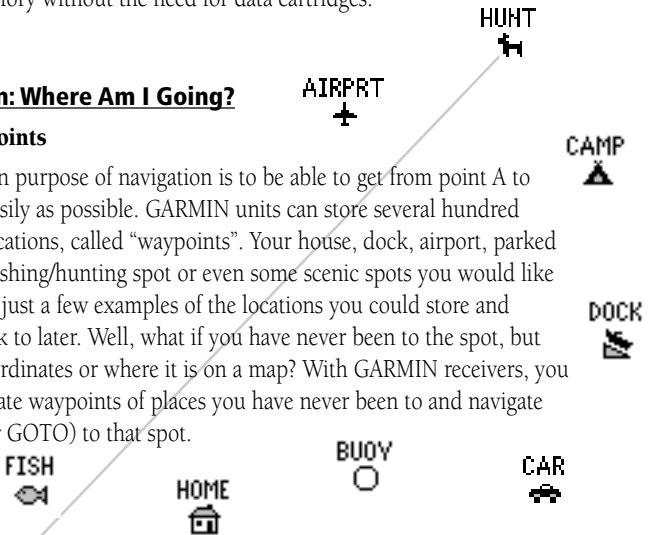 ory without the need for data cartridges.
HUNT
AIRPRT
n: Where Am I Going?
oints
CAMP
n purpose of navigation is to be able to get from point A to
sily as possible. GARMIN units can store several hundred
cations, called “waypoints”. Your house, dock, airport, parked
shing/hunting spot or even some scenic spots you would like
just a few examples of the locations you could store and
DOCK
k to later. Well, what if you have never been to the spot, but
ordinates or where it is on a map? With GARMIN receivers, you
ate waypoints of places you have never been to and navigate
r GOTO) to that spot.
BUOY
FISH
CAR
HOME